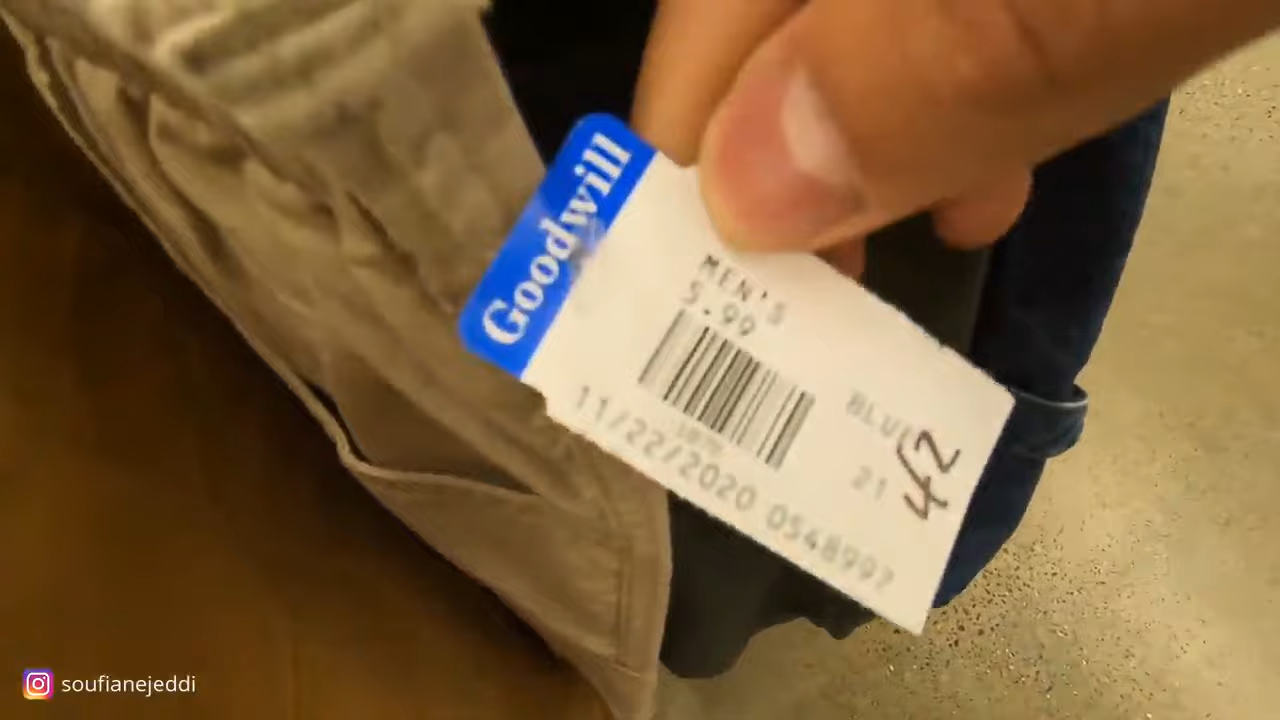 Goodwill
MEN'S
5.99
BLUE
21
42
11/22/2020 0548997
soufianejeddi